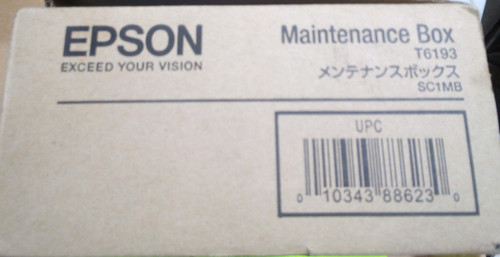 EPSON
EXCEED YOUR VISION
Maintenance Box
T6193
メンテナンスボックス
SC1MB
UPC
0 10343 88623 0